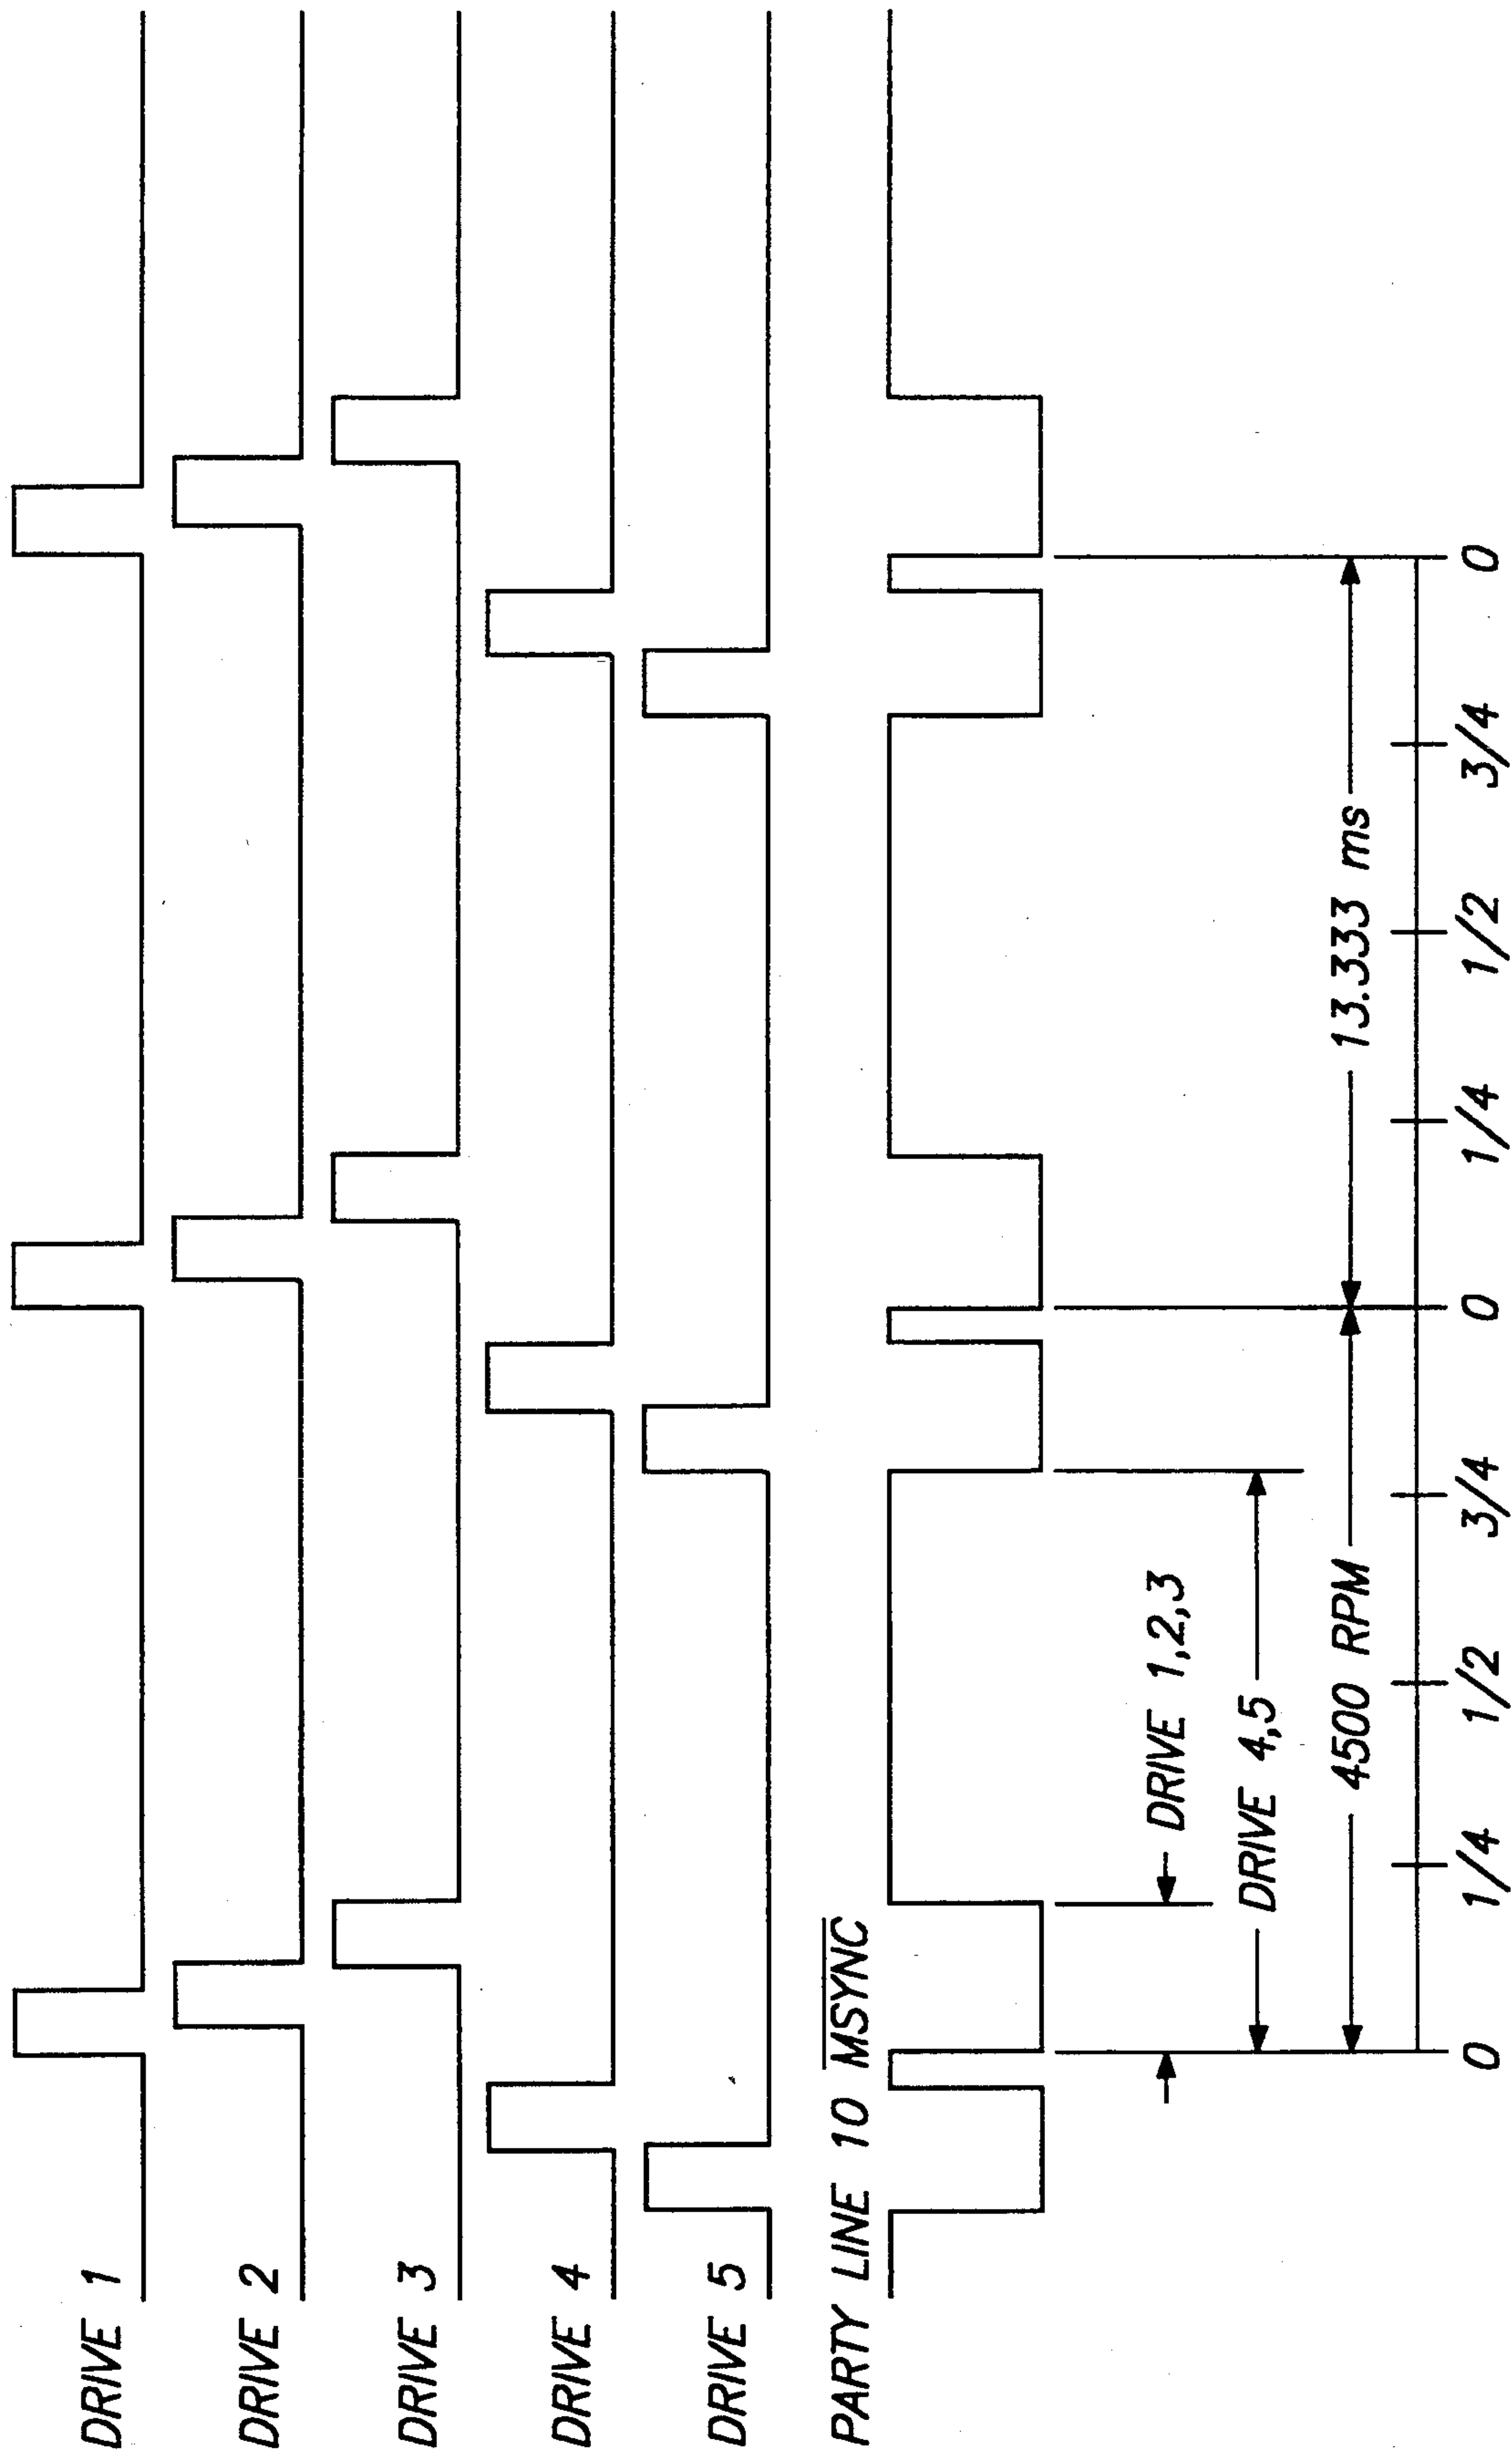 DRIVE 1
DRIVE 2
DRIVE 3
DRIVE 4
DRIVE 5
PARTY LINE 10 MSYNC
DRIVE 1,2,3
DRIVE 4,5
4500 RPM 13.333 ms
0 1/4 1/2 3/4 0 1/4 1/2 3/4 0